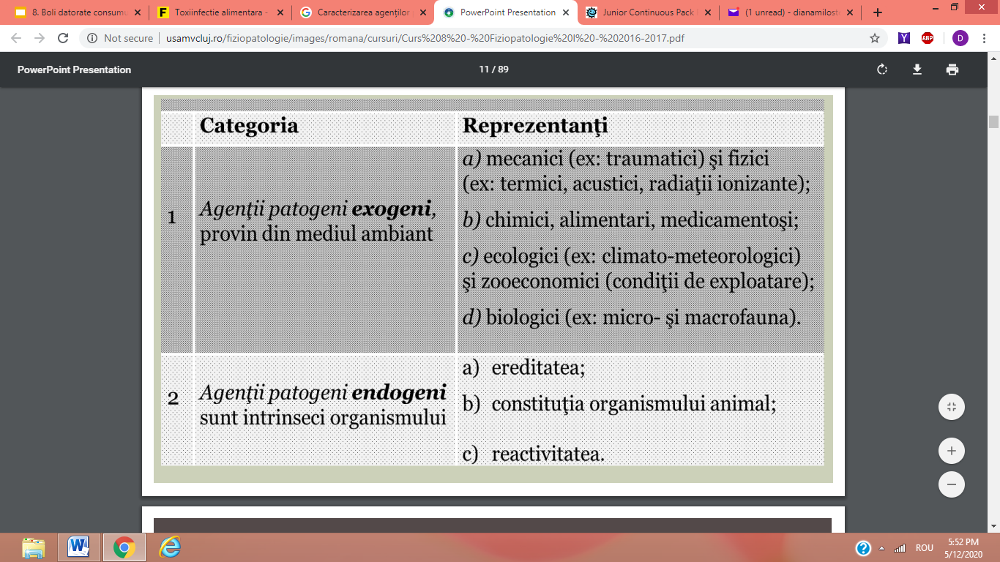 8. Boli datorate consumu
Toxiinfectie alimentara -
Caracterizarea agenților
PowerPoint Presentation
Junior Continuous Pack
(1 unread) - dianamilost
Not secure | usamvcluj.ro/fiziopatologie/images/romana/cursuri/Curs%208%20-%20Fiziopatologie%20I%20-%202016-2017.pdf
ABP
D
PowerPoint Presentation
11 / 89
Categoria
Reprezentanţi
1
Agenţii patogeni exogeni,
provin din mediul ambiant
a) mecanici (ex: traumatici) şi fizici
(ex: termici, acustici, radiaţii ionizante);
b) chimici, alimentari, medicamentoşi;
c) ecologici (ex: climato-meteorologici)
şi zooeconomici (condiţii de exploatare);
d) biologici (ex: micro- şi macrofauna).
2
Agenţii patogeni endogeni
sunt intrinseci organismului
a) ereditatea;
b) constituţia organismului animal;
c) reactivitatea.
ROU
5:52 PM
5/12/2020